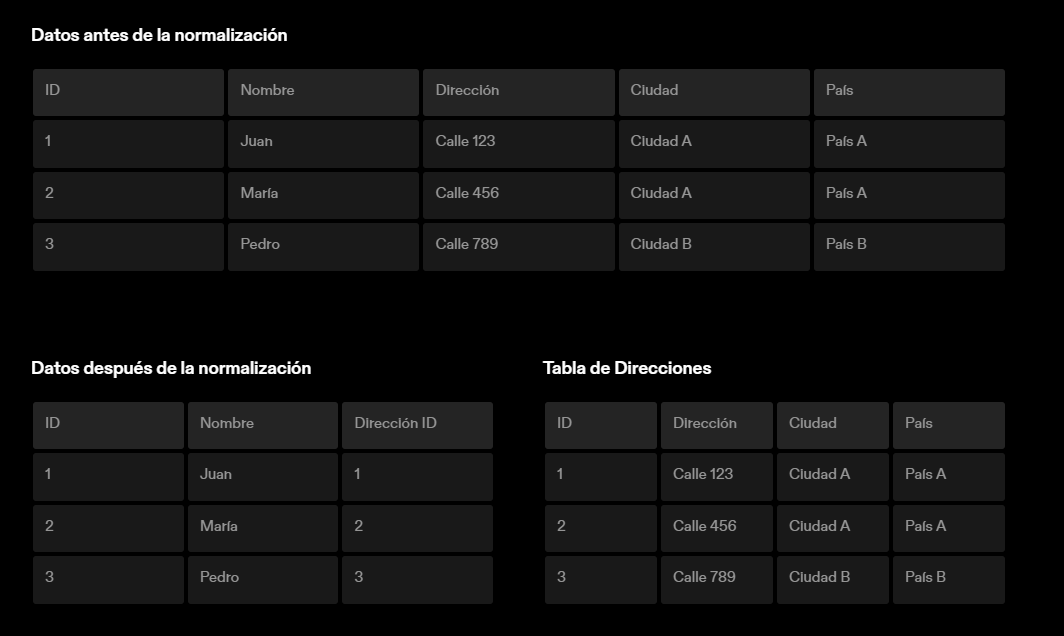 Datos antes de la normalización
ID Nombre Dirección Ciudad País
1 Juan Calle 123 Ciudad A País A
2 María Calle 456 Ciudad A País A
3 Pedro Calle 789 Ciudad B País B
Datos después de la normalización
ID Nombre Dirección ID
1 Juan 1
2 María 2
3 Pedro 3
Tabla de Direcciones
ID Dirección Ciudad País
1 Calle 123 Ciudad A País A
2 Calle 456 Ciudad A País A
3 Calle 789 Ciudad B País B